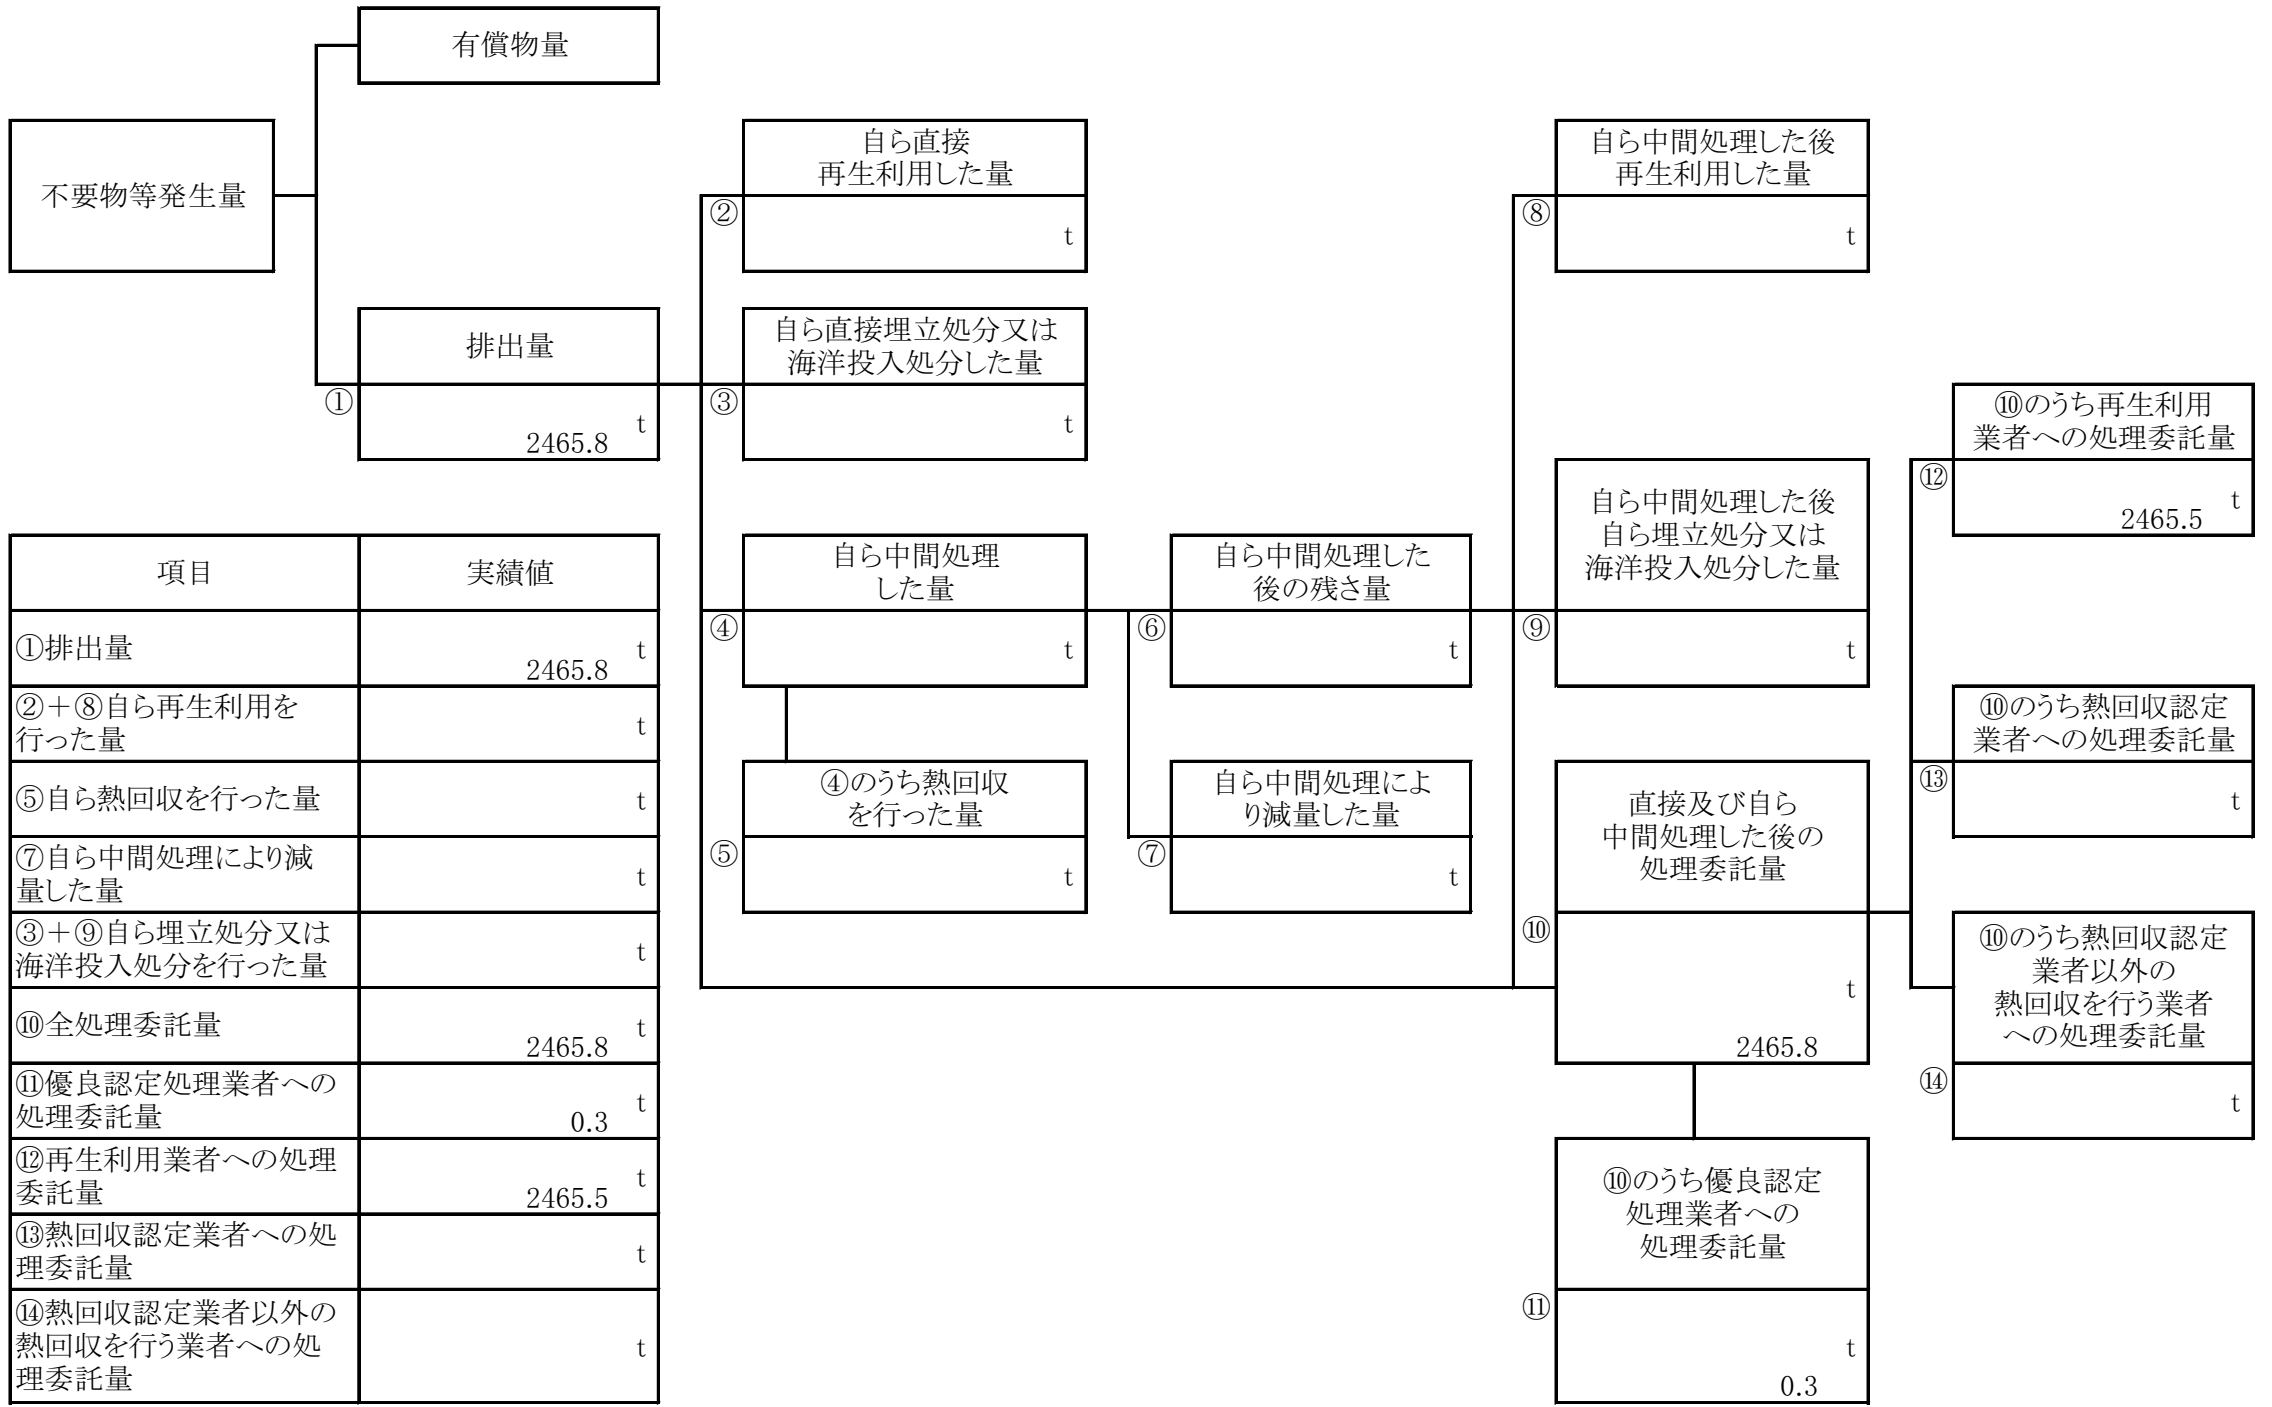 有償物量
不要物等発生量
排出量
①
t
2465.8
自ら直接
再生利用した量
②
t
自ら直接埋立処分又は
海洋投入処分した量
③
t
自ら中間処理
した量
④
t
④のうち熱回収
を行った量
⑤
t
自ら中間処理した
後の残さ量
⑥
t
自ら中間処理によ
り減量した量
⑦
t
自ら中間処理した後
再生利用した量
⑧
t
自ら中間処理した後
自ら埋立処分又は
海洋投入処分した量
⑨
t
直接及び自ら
中間処理した後の
処理委託量
⑩
t
2465.8
⑩のうち優良認定
処理業者への
処理委託量
⑪
t
0.3
⑩のうち再生利用
業者への処理委託量
⑫
t
2465.5
⑩のうち熱回収認定
業者への処理委託量
⑬
t
⑩のうち熱回収認定
業者以外の
熱回収を行う業者
への処理委託量
⑭
t
項目 実績値
①排出量 t
2465.8
②＋⑧自ら再生利用を
行った量 t
⑤自ら熱回収を行った量 t
⑦自ら中間処理により減
量した量 t
③＋⑨自ら埋立処分又は
海洋投入処分を行った量 t
⑩全処理委託量 t
2465.8
⑪優良認定処理業者への
処理委託量 t
0.3
⑫再生利用業者への処理
委託量 t
2465.5
⑬熱回収認定業者への処
理委託量 t
⑭熱回収認定業者以外の
熱回収を行う業者への処 t
理委託量